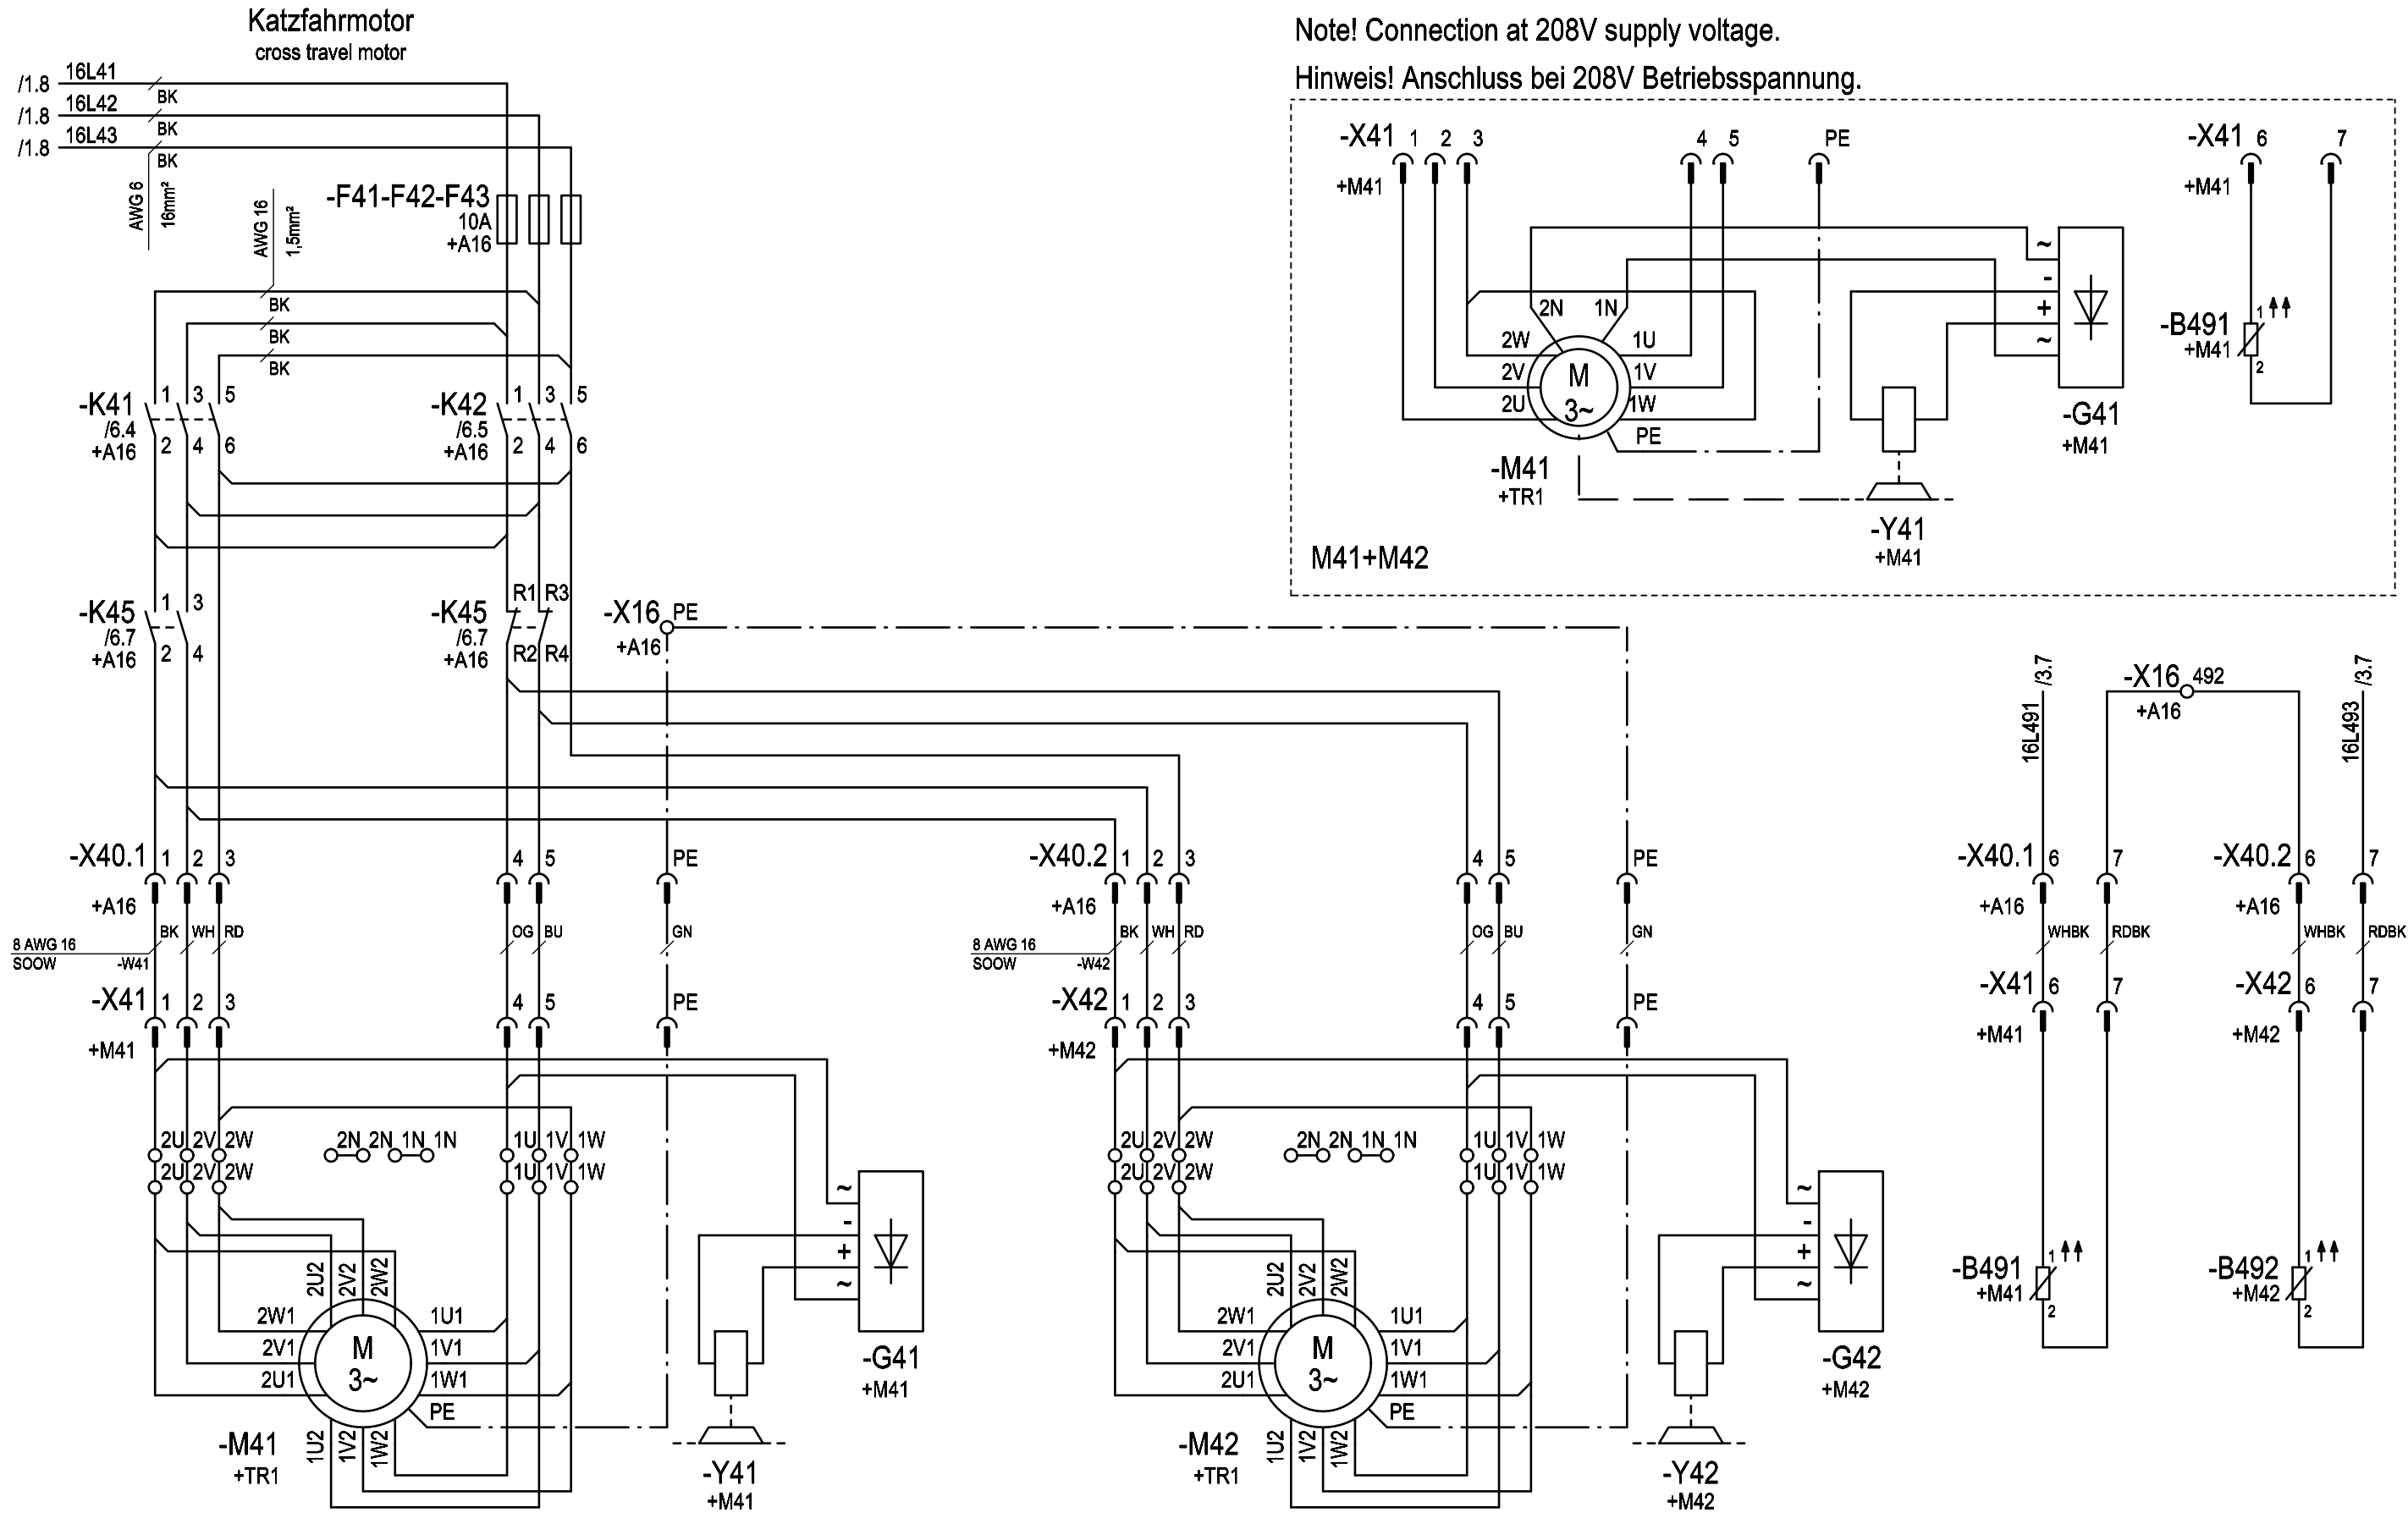 Katzfahrmotor
cross travel motor
/1.8 16L41 BK
/1.8 16L42 BK
/1.8 16L43 BK
AWG 6
16mm²
AWG 16
1,5mm²
-F41-F42-F43
10A
+A16
BK
BK
BK
-K41 1 3 5
/6.4
+A16 2 4 6
-K42 1 3 5
/6.5
+A16 2 4 6
-K45 1 3
/6.7
+A16 2 4
-K45 R1 R3
/6.7
+A16 R2 R4
-X16 PE
+A16
-X40.1 1 2 3 4 5 PE
+A16
BK WH RD OG BU GN
8 AWG 16
SOOW -W41
-X41 1 2 3 4 5 PE
+M41
2U 2V 2W 2N 2N 1N 1N 1U 1V 1W
2U 2V 2W 1U 1V 1W
~
-
+
~
-G41
+M41
2U2 2V2 2W2
2W1 1U1
2V1 M 1V1
2U1 3~ 1W1
PE
1U2 1V2 1W2
-M41
+TR1
-Y41
+M41
-X40.2 1 2 3 4 5 PE
+A16
BK WH RD OG BU GN
8 AWG 16
SOOW -W42
-X42 1 2 3 4 5 PE
+M42
2U 2V 2W 2N 2N 1N 1N 1U 1V 1W
2U 2V 2W 1U 1V 1W
~
-
+
~
-G42
+M42
2U2 2V2 2W2
2W1 1U1
2V1 M 1V1
2U1 3~ 1W1
PE
1U2 1V2 1W2
-M42
+TR1
-Y42
+M42
Note! Connection at 208V supply voltage.
Hinweis! Anschluss bei 208V Betriebsspannung.
-X41 1 2 3 4 5 PE
+M41
-X41 6 7
+M41
2N 1N
2W 1U
2V M 1V
2U 3~ 1W
PE
-M41
+TR1
~
-
+
~
-G41
+M41
-Y41
+M41
-B491 1
+M41
2
M41+M42
/3.7
16L491
-X16 492
+A16
/3.7
16L493
-X40.1 6 7
+A16
WHBK RDBK
-X41 6 7
+M41
-B491 1
+M41
2
-X40.2 6 7
+A16
WHBK RDBK
-X42 6 7
+M42
-B492 1
+M42
2